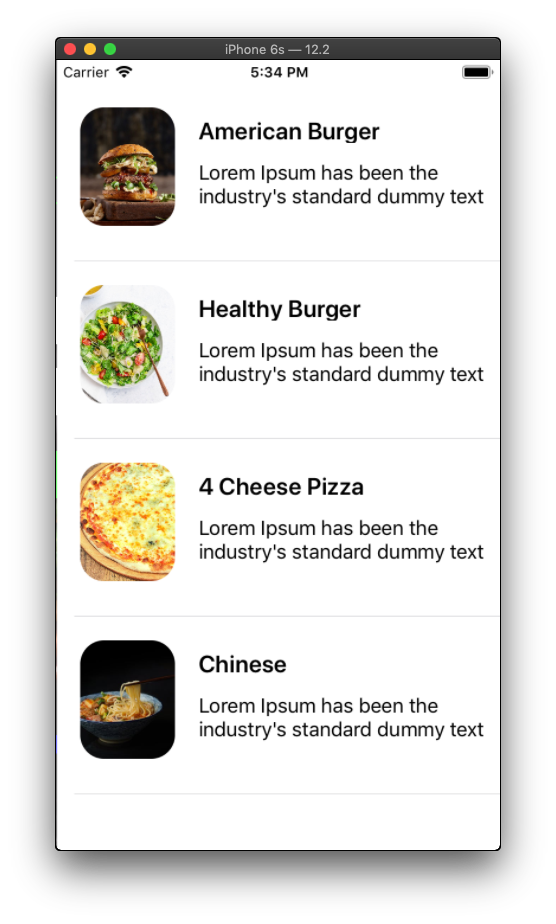 iPhone 6s — 12.2
Carrier 5:34 PM
American Burger
Lorem Ipsum has been the
industry's standard dummy text
Healthy Burger
Lorem Ipsum has been the
industry's standard dummy text
4 Cheese Pizza
Lorem Ipsum has been the
industry's standard dummy text
Chinese
Lorem Ipsum has been the
industry's standard dummy text